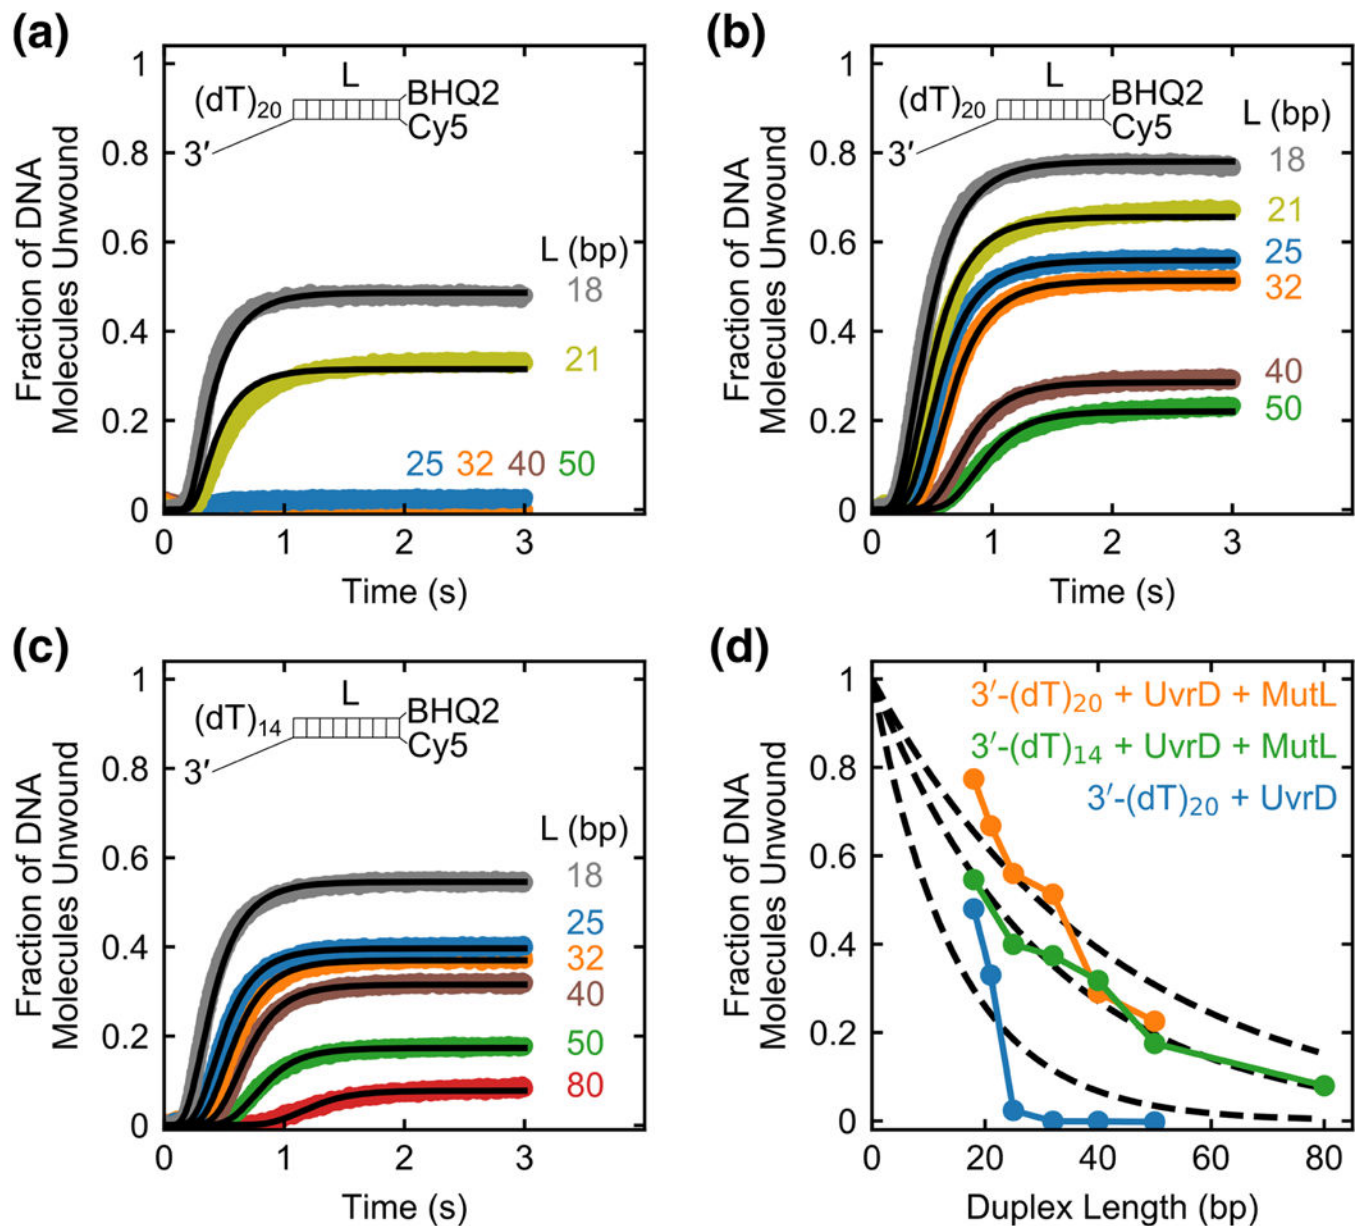 (a)
Fraction of DNA
Molecules Unwound
1
0.8
0.6
0.4
0.2
0
(dT)₂₀
L
BHQ2
Cy5
3′
L (bp)
18
21
25 32 40 50
0 1 2 3
Time (s)
(b)
Fraction of DNA
Molecules Unwound
1
0.8
0.6
0.4
0.2
0
(dT)₂₀
L
BHQ2
Cy5
3′
L (bp)
18
21
25
32
40
50
0 1 2 3
Time (s)
(c)
Fraction of DNA
Molecules Unwound
1
0.8
0.6
0.4
0.2
0
(dT)₁₄
L
BHQ2
Cy5
3′
L (bp)
18
25
32
40
50
80
0 1 2 3
Time (s)
(d)
Fraction of DNA
Molecules Unwound
1
0.8
0.6
0.4
0.2
0
3′-(dT)₂₀ + UvrD + MutL
3′-(dT)₁₄ + UvrD + MutL
3′-(dT)₂₀ + UvrD
0 20 40 60 80
Duplex Length (bp)